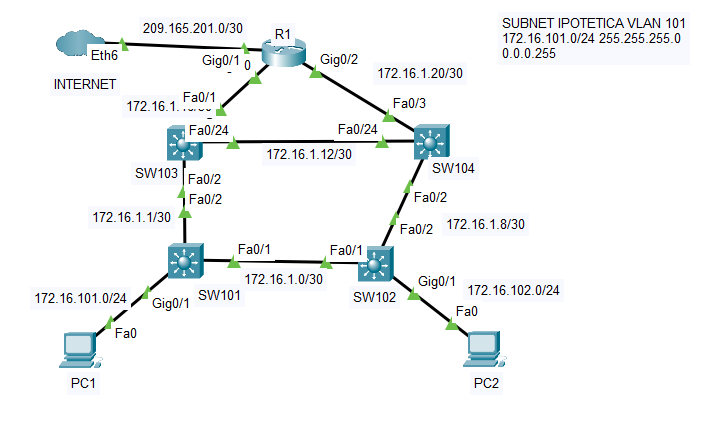 209.165.201.0/30
R1
SUBNET IPOTETICA VLAN 101
172.16.101.0/24 255.255.255.0
0.0.0.255
Eth6
Gig0/1
0
Gig0/2
INTERNET
172.16.1.20/30
Fa0/1
Fa0/3
172.16.1.
Fa0/24
Fa0/24
172.16.1.12/30
SW103
SW104
Fa0/2
Fa0/2
Fa0/2
Fa0/2
172.16.1.1/30
172.16.1.8/30
Fa0/1
Fa0/1
172.16.1.0/30
SW101
SW102
172.16.101.0/24
Gig0/1
Gig0/1
172.16.102.0/24
Fa0
Fa0
PC1
PC2